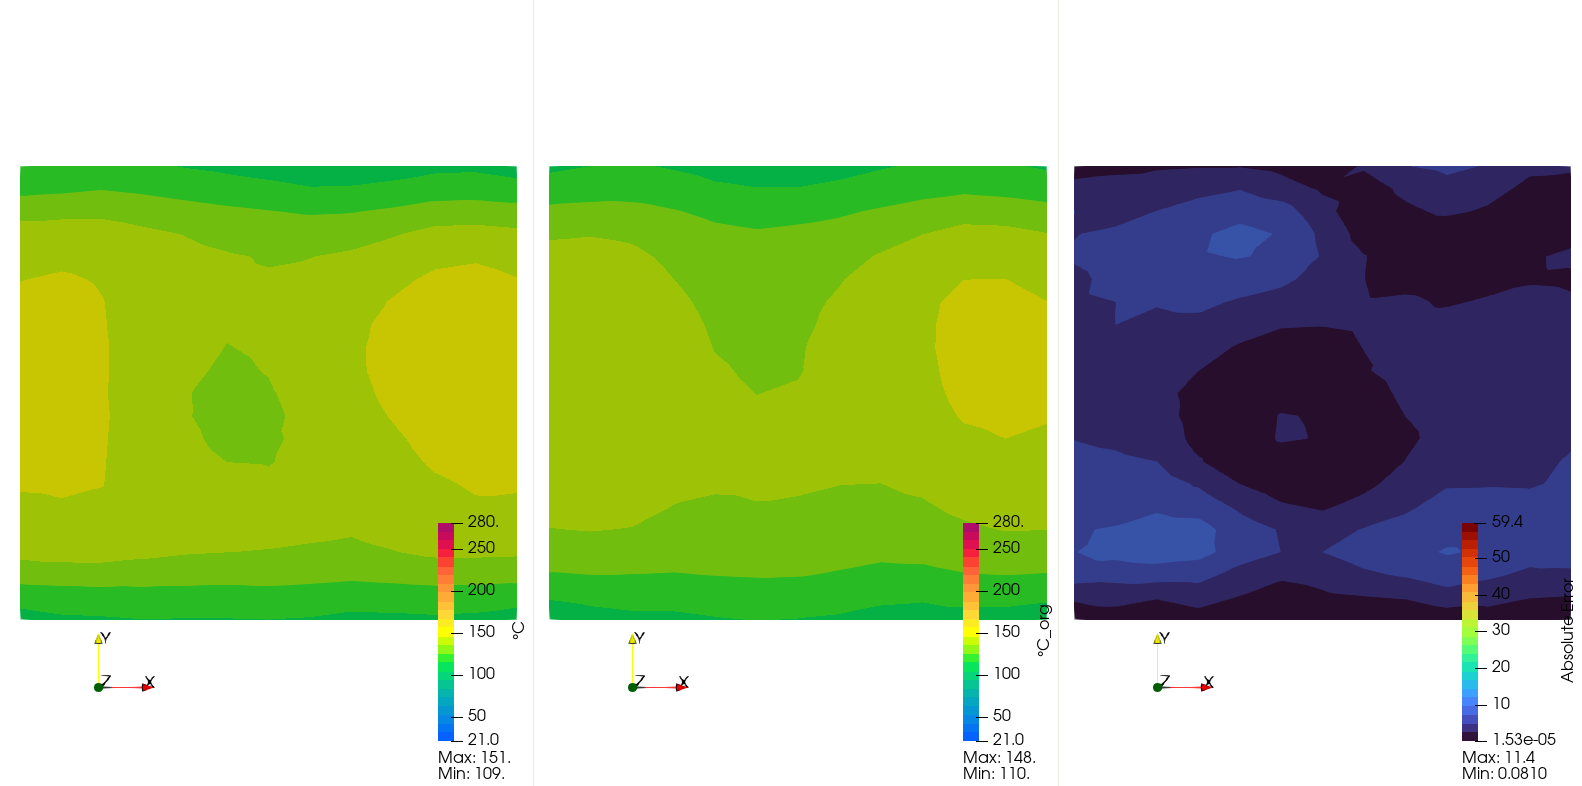 280.
250
200
150
100
50
21.0
°C
Max: 151.
Min: 109.
Y
Z
X
280.
250
200
150
100
50
21.0
°C_org
Max: 148.
Min: 110.
Y
Z
X
59.4
50
40
30
20
10
1.53e-05
Absolute Error
Max: 11.4
Min: 0.0810
Y
Z
X